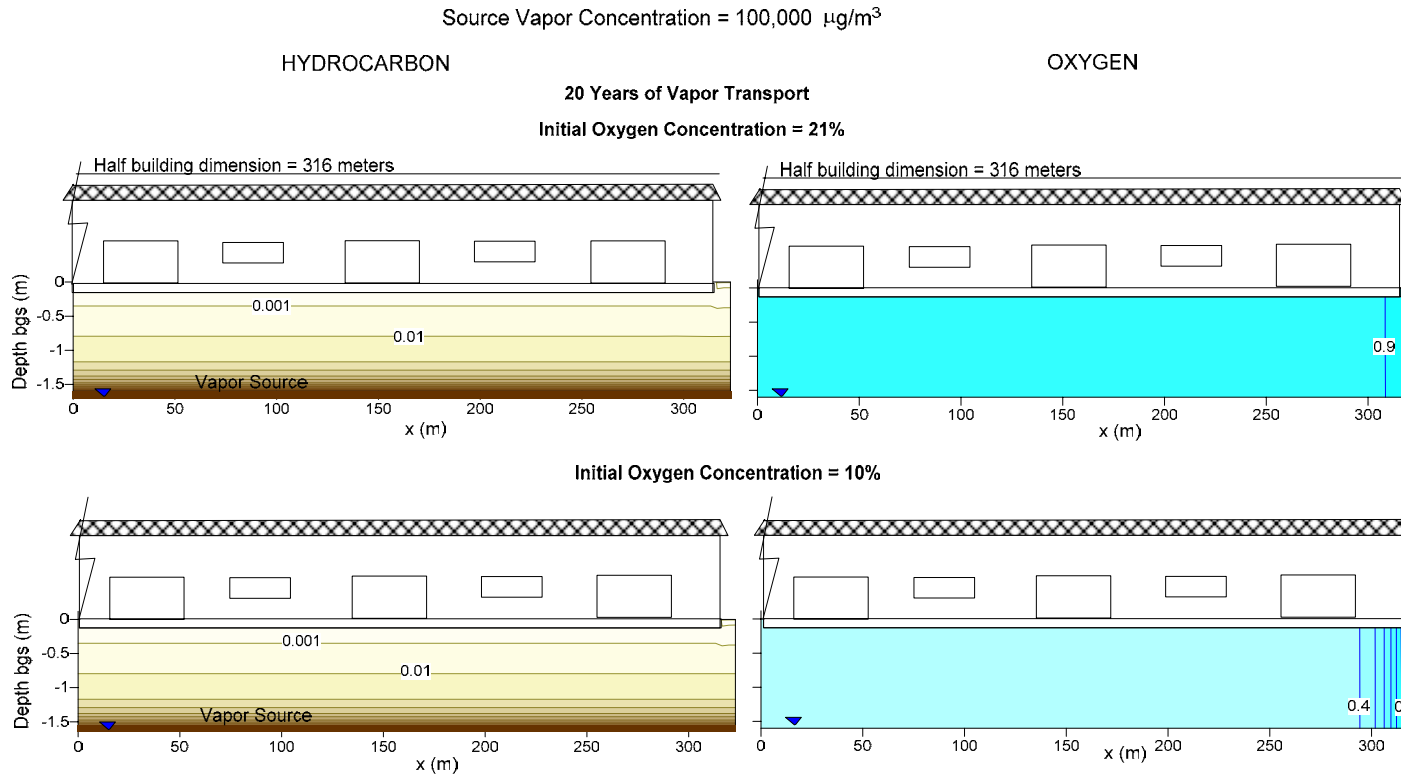 Source Vapor Concentration = 100,000 μg/m³
HYDROCARBON
OXYGEN
20 Years of Vapor Transport
Initial Oxygen Concentration = 21%
Half building dimension = 316 meters
Half building dimension = 316 meters
Depth bgs (m)
0
-0.5
-1
-1.5
0.001
0.01
Vapor Source
0 50 100 150 200 250 300
x (m)
0.9
0 50 100 150 200 250 300
x (m)
Initial Oxygen Concentration = 10%
Depth bgs (m)
0
-0.5
-1
-1.5
0.001
0.01
Vapor Source
0 50 100 150 200 250 300
x (m)
0.4
0 50 100 150 200 250 300
x (m)